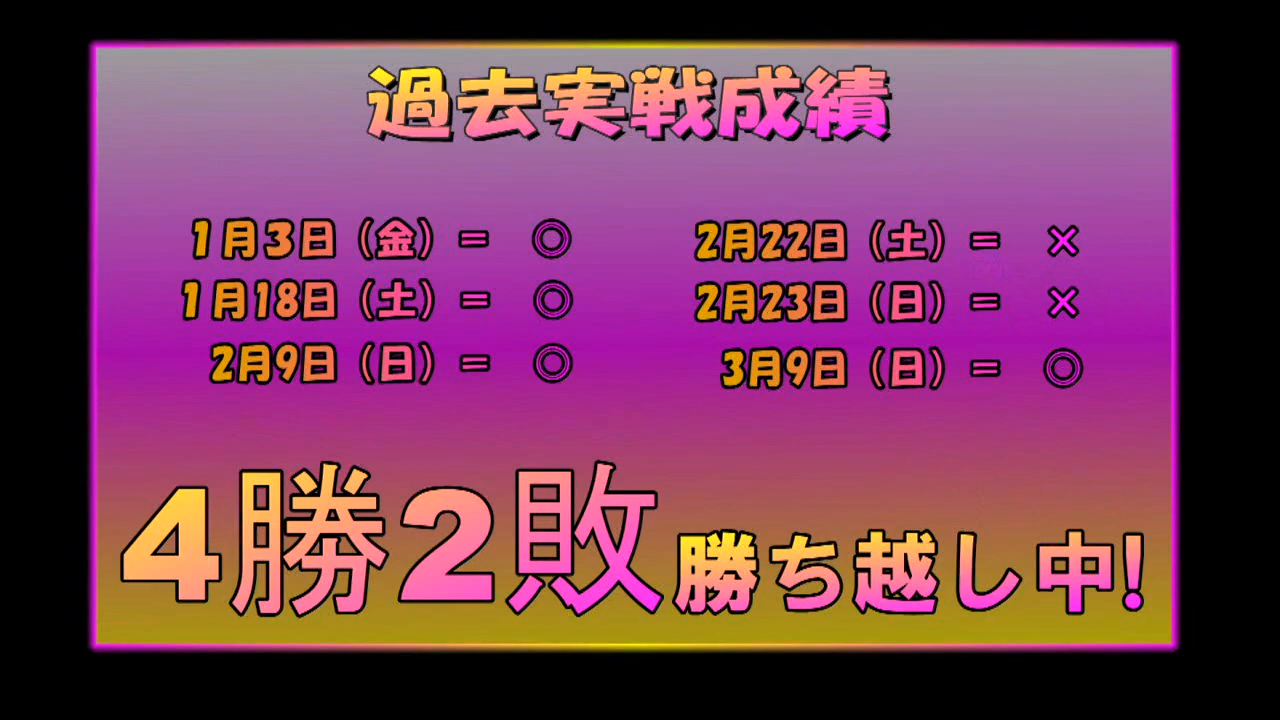 過去実戦成績
1月3日（金）＝ ◎
1月18日（土）＝ ◎
2月9日（日）＝ ◎
2月22日（土）＝ ×
2月23日（日）＝ ×
3月9日（日）＝ ◎
4勝2敗勝ち越し中!